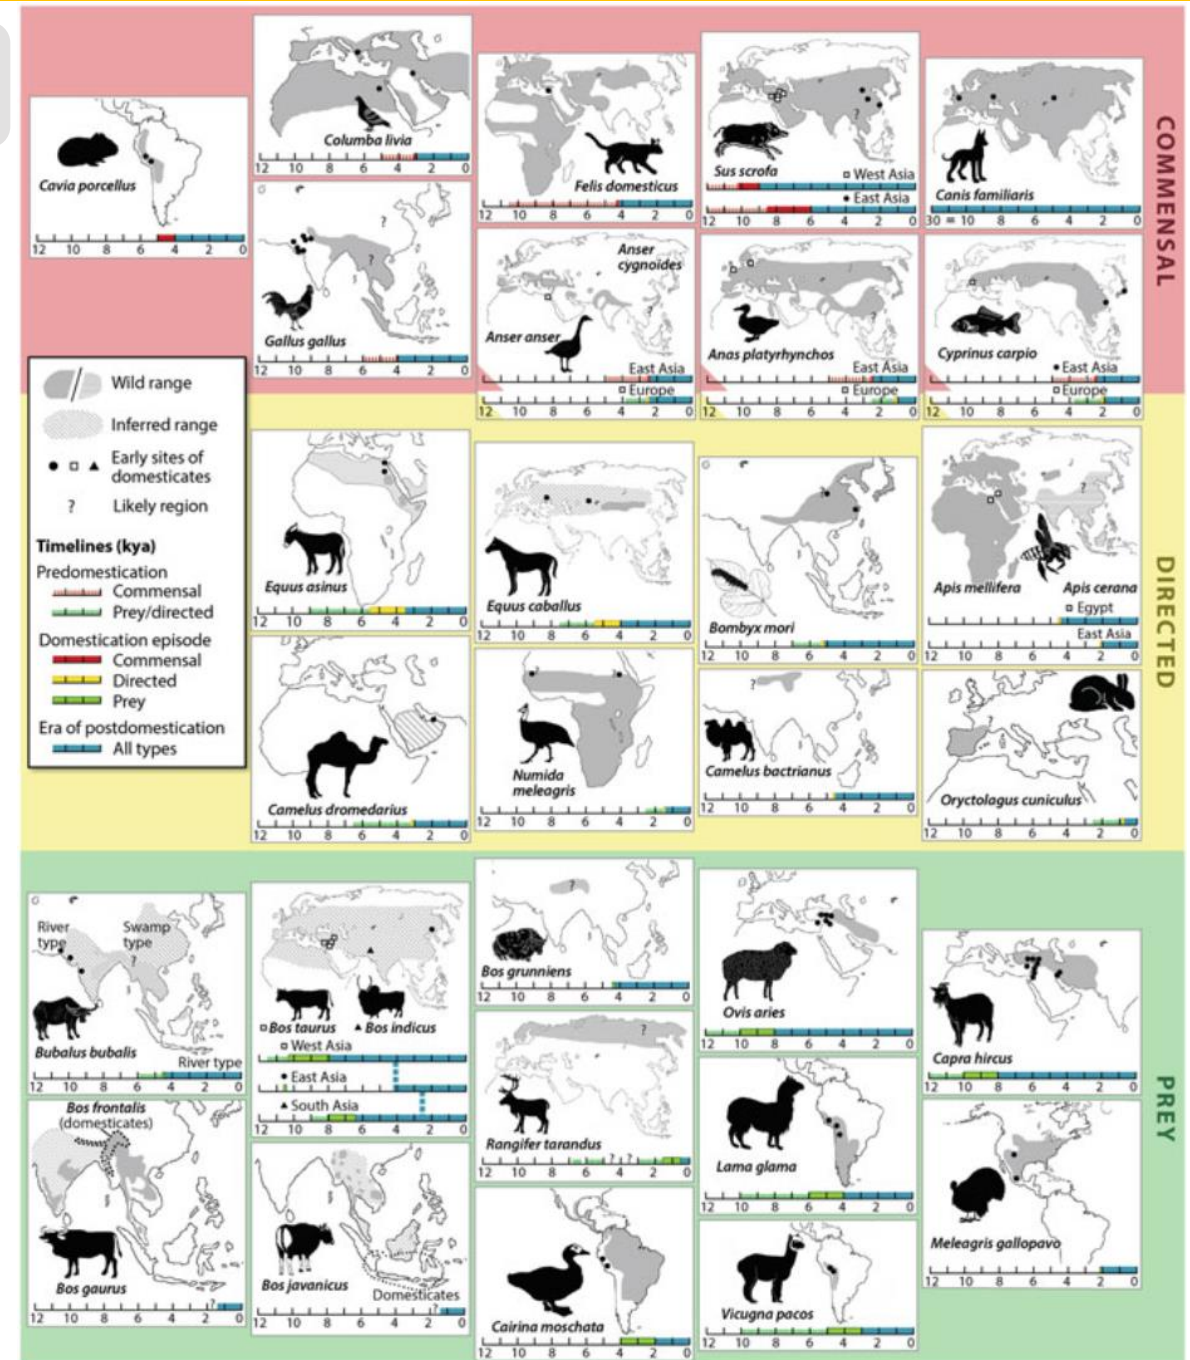 COMMENSAL
Cavia porcellus
12 10 8 6 4 2 0
Columba livia
12 10 8 6 4 2 0
?
?
Gallus gallus
12 10 8 6 4 2 0
Felis domesticus
12 10 8 6 4 2 0
?
Sus scrofa
West Asia
East Asia
12 10 8 6 4 2 0
Canis familiaris
30 = 10 8 6 4 2 0
Anser
cygnoides
?
Anser anser
East Asia
Europe
12 10 8 6 4 2 0
?
Anas platyrhynchos
East Asia
Europe
12 10 8 6 4 2 0
Cyprinus carpio
East Asia
Europe
12 10 8 6 4 2 0
Wild range
Inferred range
Early sites of
domesticates
? Likely region
Timelines (kya)
Predomestication
Commensal
Prey/directed
Domestication episode
Commensal
Directed
Prey
Era of postdomestication
All types
DIRECTED
Equus asinus
12 10 8 6 4 2 0
Equus caballus
12 10 8 6 4 2 0
?
Bombyx mori
12 10 8 6 4 2 0
?
Apis mellifera
Apis cerana
Egypt
East Asia
12 10 8 6 4 2 0
Camelus dromedarius
12 10 8 6 4 2 0
? ?
Numida
meleagris
12 10 8 6 4 2 0
?
Camelus bactrianus
12 10 8 6 4 2 0
?
Oryctolagus cuniculus
12 10 8 6 4 2 0
PREY
River
type
Swamp
type
?
Bubalus bubalis
River type
12 10 8 6 4 2 0
Bos taurus
Bos indicus
West Asia
East Asia
South Asia
12 10 8 6 4 2 0
?
Bos grunniens
12 10 8 6 4 2 0
Ovis aries
12 10 8 6 4 2 0
Capra hircus
12 10 8 6 4 2 0
Bos frontalis
(domesticates)
Bos gaurus
?
12 10 8 6 4 2 0
Bos javanicus
Domesticates
?
12 10 8 6 4 2 0
?
Rangifer tarandus
? ?
12 10 8 6 4 2 0
Lama glama
12 10 8 6 4 2 0
Meleagris gallopavo
12 10 8 6 4 2 0
Cairina moschata
12 10 8 6 4 2 0
Vicugna pacos
12 10 8 6 4 2 0